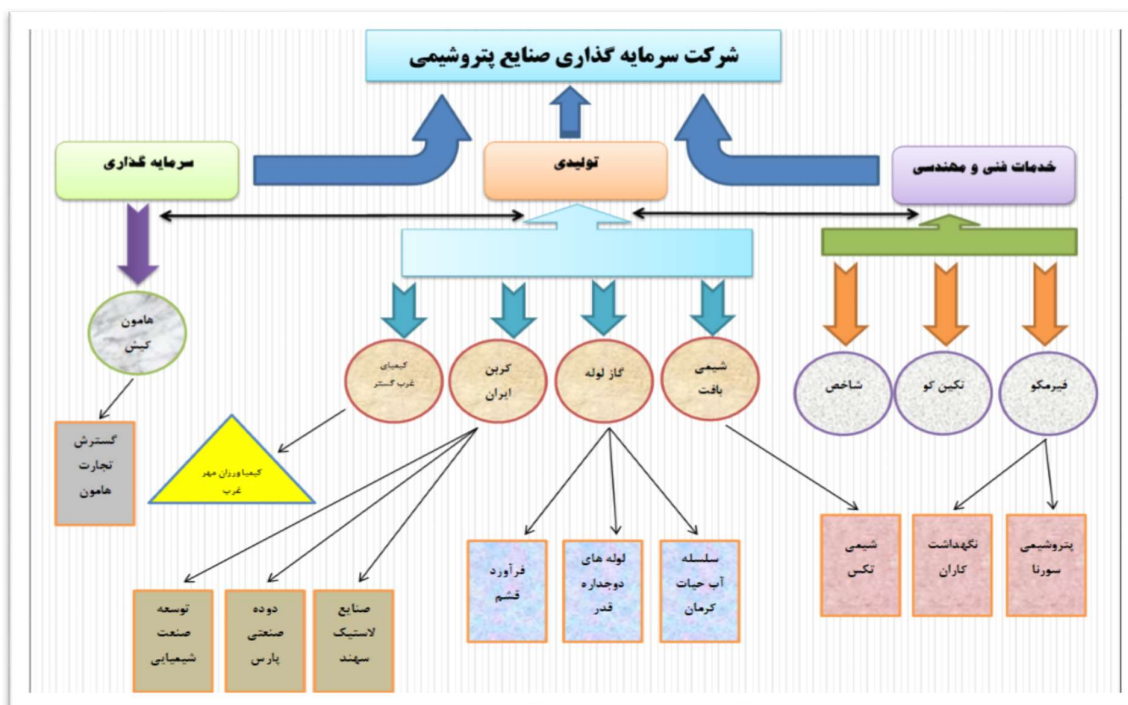 شرکت سرمایه گذاری صنایع پتروشیمی
خدمات فنی و مهندسی
تولیدی
سرمایه گذاری
فیرمکو
نکین کو
شاخص
شیمی
بافت
گاز لوله
کربن
ایران
کیمیای
غرب گستر
هامون
کیش
پتروشیمی
سورنا
نگهداشت
کاران
شیمی
تکس
سلسله
آب حیات
کرمان
لوله های
دوجداره
قدر
فرآورد
قشم
صنایع
لاستیک
سهند
دوده
صنعتی
پارس
توسعه
صنعت
شیمیایی
کیمیاورزان مهر
غرب
گسترش
تجارت
هامون